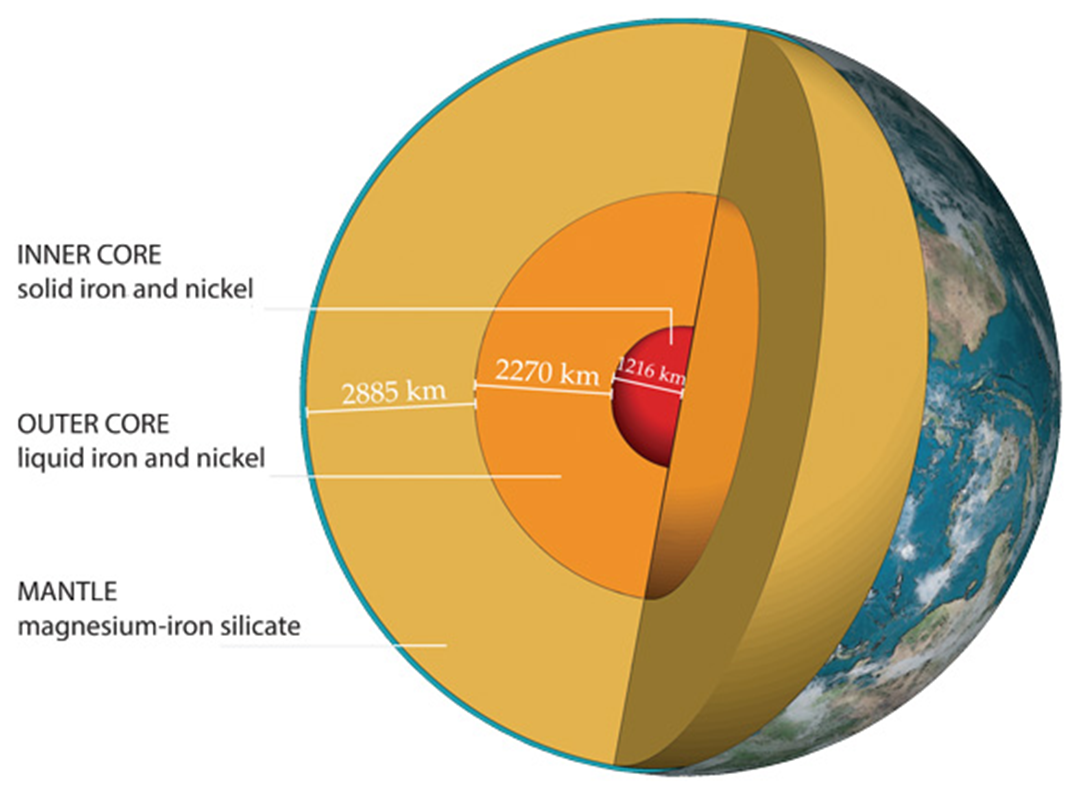 INNER CORE
solid iron and nickel
1216 km
2270 km
2885 km
OUTER CORE
liquid iron and nickel
MANTLE
magnesium-iron silicate